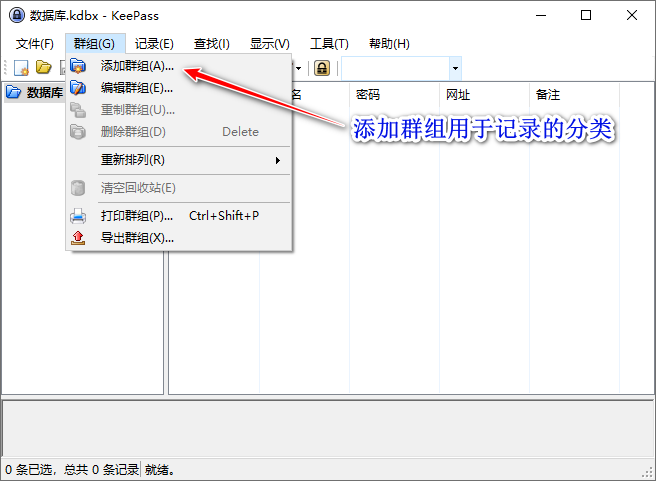 数据库.kdbx - KeePass
文件(F) 群组(G) 记录(E) 查找(I) 显示(V) 工具(T) 帮助(H)
添加群组(A)...
编辑群组(E)...
重制群组(U)...
删除群组(D) Delete
重新排列(R)
清空回收站(E)
打印群组(P)... Ctrl+Shift+P
导出群组(X)...
数据库
名 密码 网址 备注
添加群组用于记录的分类
0 条已选，总共 0 条记录 就绪。